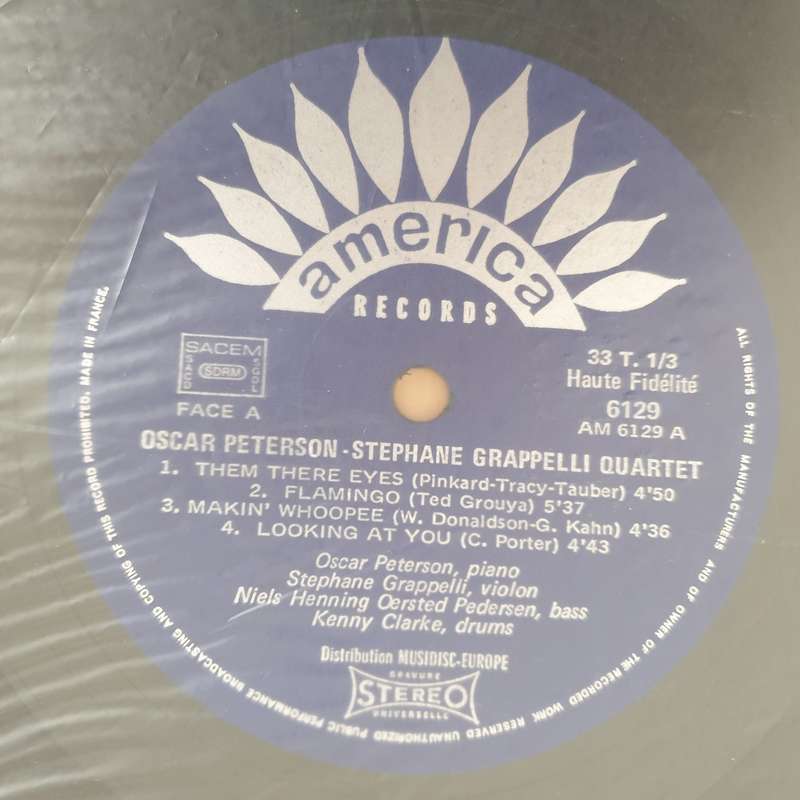 america
RECORDS
SACEM
SACD
SDRM
SGDL
FACE A
33 T. 1/3
Haute Fidélité
6129
AM 6129 A
OSCAR PETERSON - STEPHANE GRAPPELLI QUARTET
1. THEM THERE EYES (Pinkard-Tracy-Tauber) 4'50
2. FLAMINGO (Ted Grouya) 5'37
3. MAKIN' WHOOPEE (W. Donaldson-G. Kahn) 4'36
4. LOOKING AT YOU (C. Porter) 4'43
Oscar Peterson, piano
Stephane Grappelli, violon
Niels Henning Oersted Pedersen, bass
Kenny Clarke, drums
Distribution MUSIDISC-EUROPE
GRAVURE
STEREO
UNIVERSELLE
ALL RIGHTS OF THE MANUFACTURERS AND OF OWNER OF THE RECORDED WORK RESERVED UNAUTHORIZED PUBLIC PERFORMANCE BROADCASTING AND COPYING OF THIS RECORD PROHIBITED. MADE IN FRANCE.